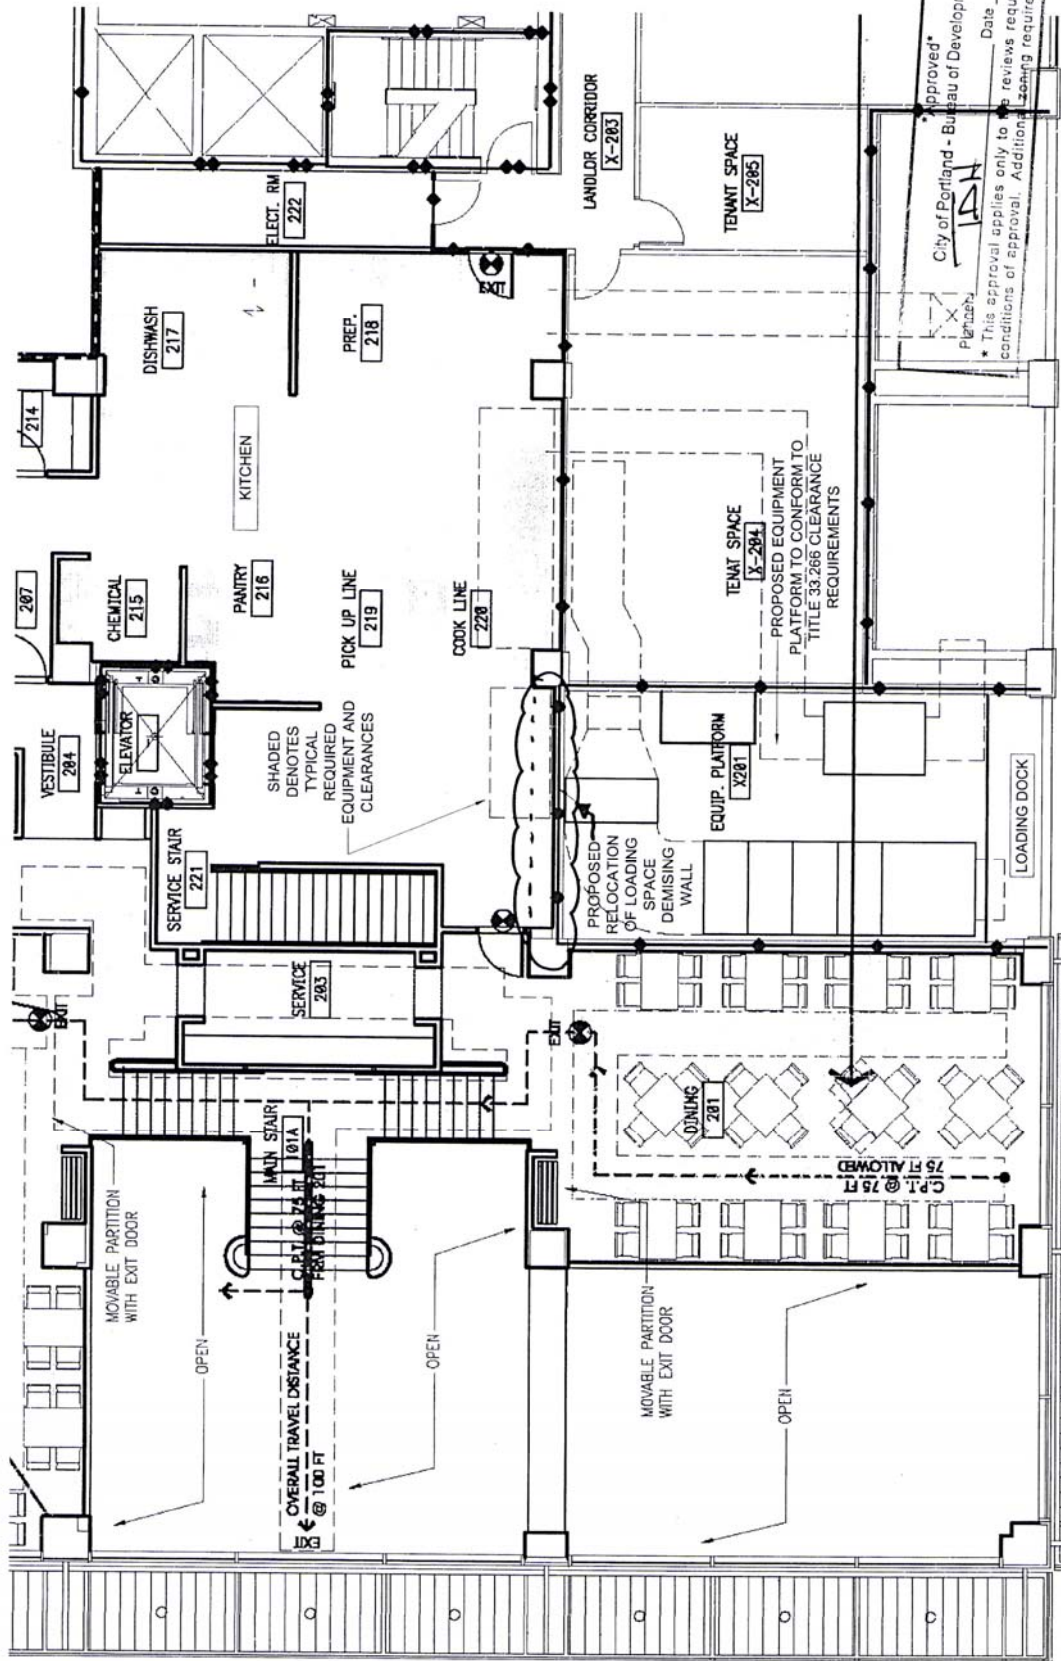 214
207
VESTIBULE
204
ELEVATOR
CHEMICAL
215
DISHWASH
217
ELECT. RM
222
KITCHEN
PANTRY
216
PREP.
218
EXIT
PICK UP LINE
219
COOK LINE
220
SERVICE STAIR
221
SHADED
DENOTES
TYPICAL
REQUIRED
EQUIPMENT AND
CLEARANCES
SERVICE
203
EXIT
EXIT
MAIN STAIR
101A
C.P.T. @ 75 FT
FRM DINING 201
MOVABLE PARTITION
WITH EXIT DOOR
OPEN
OVERALL TRAVEL DISTANCE
@ 100 FT
EXIT
OPEN
PROPOSED
RELOCATION
OF LOADING
SPACE
DEMISING
WALL
EQUIP. PLATFORM
X201
PROPOSED EQUIPMENT
PLATFORM TO CONFORM TO
TITLE 33.266 CLEARANCE
REQUIREMENTS
TENAT SPACE
X-204
LANDLOR CORRIDOR
X-203
TENANT SPACE
X-205
LOADING DOCK
DINING
201
C.P.T. @ 75 FT
75 FT ALLOWED
MOVABLE PARTITION
WITH EXIT DOOR
OPEN
*Approved*
City of Portland - Bureau of Develop
Planner
Date
* This approval applies only to the reviews requ
conditions of approval. Additional zoning require